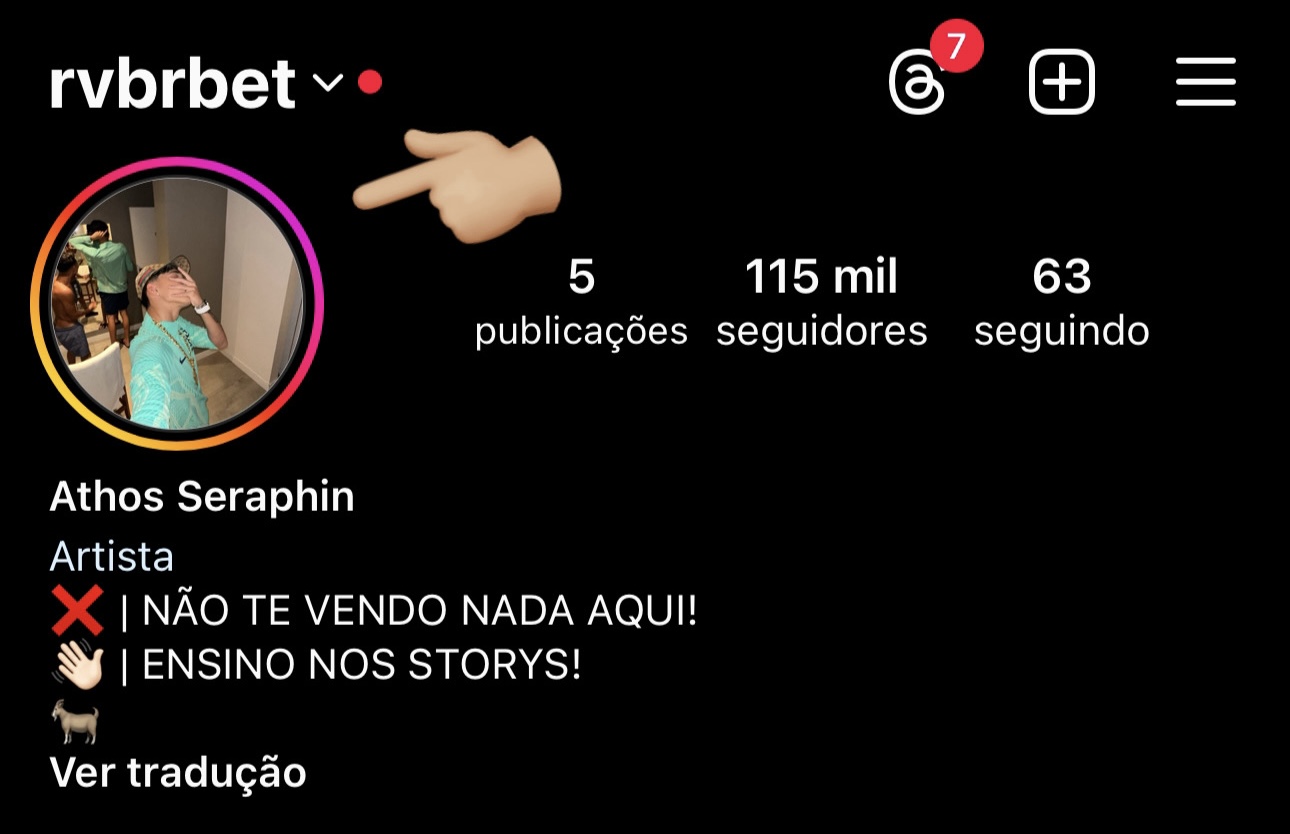 rvbrbet
7
5 115 mil 63
publicações seguidores seguindo
Athos Seraphin
Artista
❌ | NÃO TE VENDO NADA AQUI!
👋🏻 | ENSINO NOS STORYS!
🐐
Ver tradução